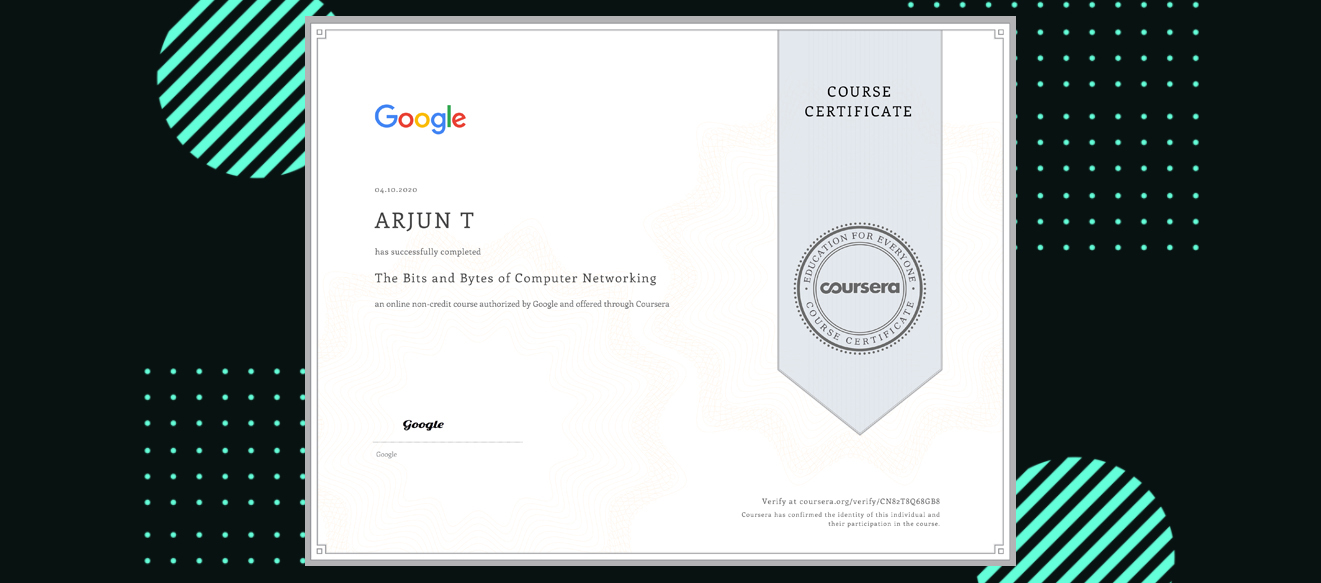 Google
COURSE
CERTIFICATE
04.10.2020
ARJUN T
has successfully completed
The Bits and Bytes of Computer Networking
an online non-credit course authorized by Google and offered through Coursera
EDUCATION FOR EVERYONE
coursera
COURSE CERTIFICATE
Google
Google
Verify at coursera.org/verify/CN82T8Q68GB8
Coursera has confirmed the identity of this individual and
their participation in the course.